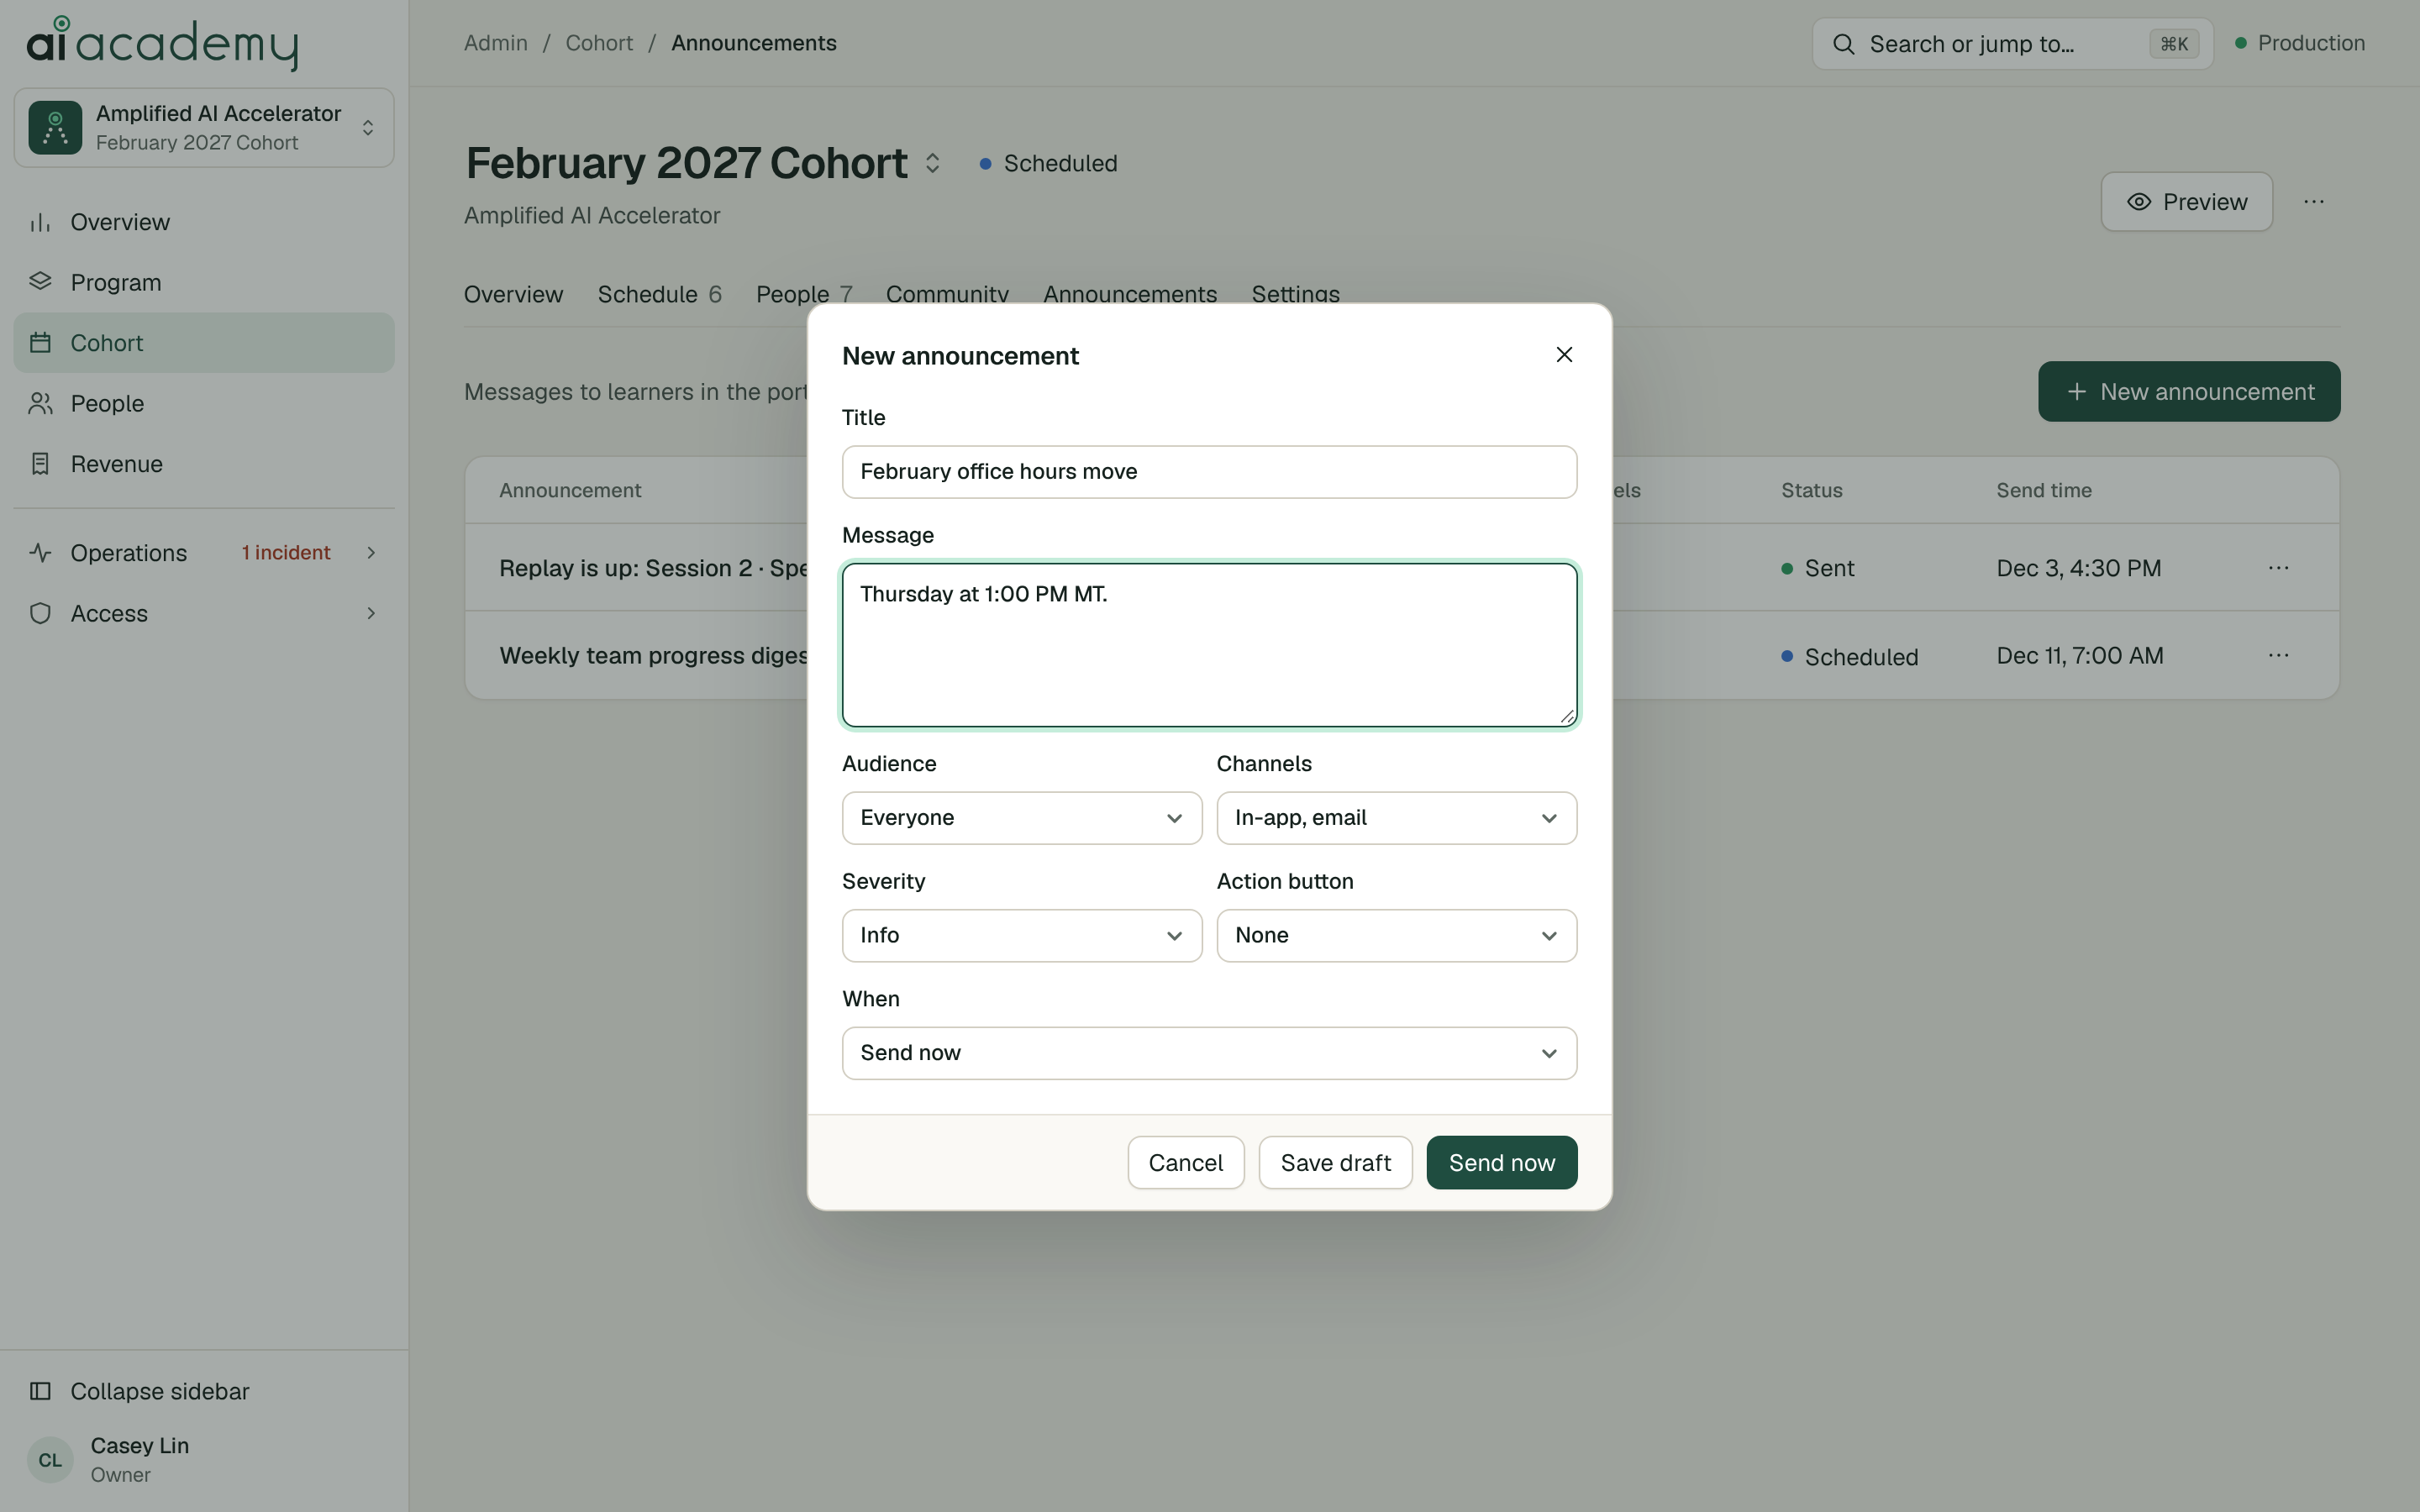 ai academy
Amplified AI Accelerator
February 2027 Cohort
Overview
Program
Cohort
People
Revenue
Operations 1 incident
Access
Collapse sidebar
CL
Casey Lin
Owner
Admin / Cohort / Announcements
Search or jump to... ⌘K
Production
February 2027 Cohort
Scheduled
Amplified AI Accelerator
Preview
Overview Schedule 6 People 7 Community Announcements Settings
Messages to learners in the port
New announcement
Announcement els Status Send time
Replay is up: Session 2 · Spe Sent Dec 3, 4:30 PM
Weekly team progress diges Scheduled Dec 11, 7:00 AM
New announcement
Title
February office hours move
Message
Thursday at 1:00 PM MT.
Audience Channels
Everyone In-app, email
Severity Action button
Info None
When
Send now
Cancel Save draft Send now